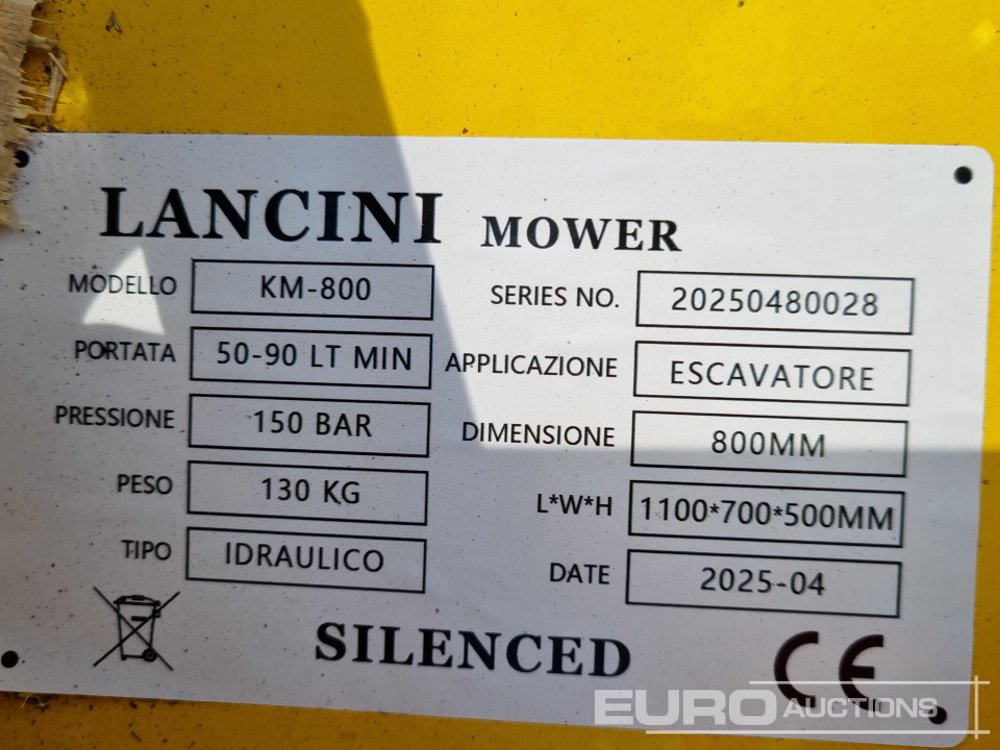 LANCINI MOWER
MODELLO KM-800
PORTATA 50-90 LT MIN
PRESSIONE 150 BAR
PESO 130 KG
TIPO IDRAULICO
SERIES NO. 20250480028
APPLICAZIONE ESCAVATORE
DIMENSIONE 800MM
L*W*H 1100*700*500MM
DATE 2025-04
SILENCED
CE
EURO AUCTIONS